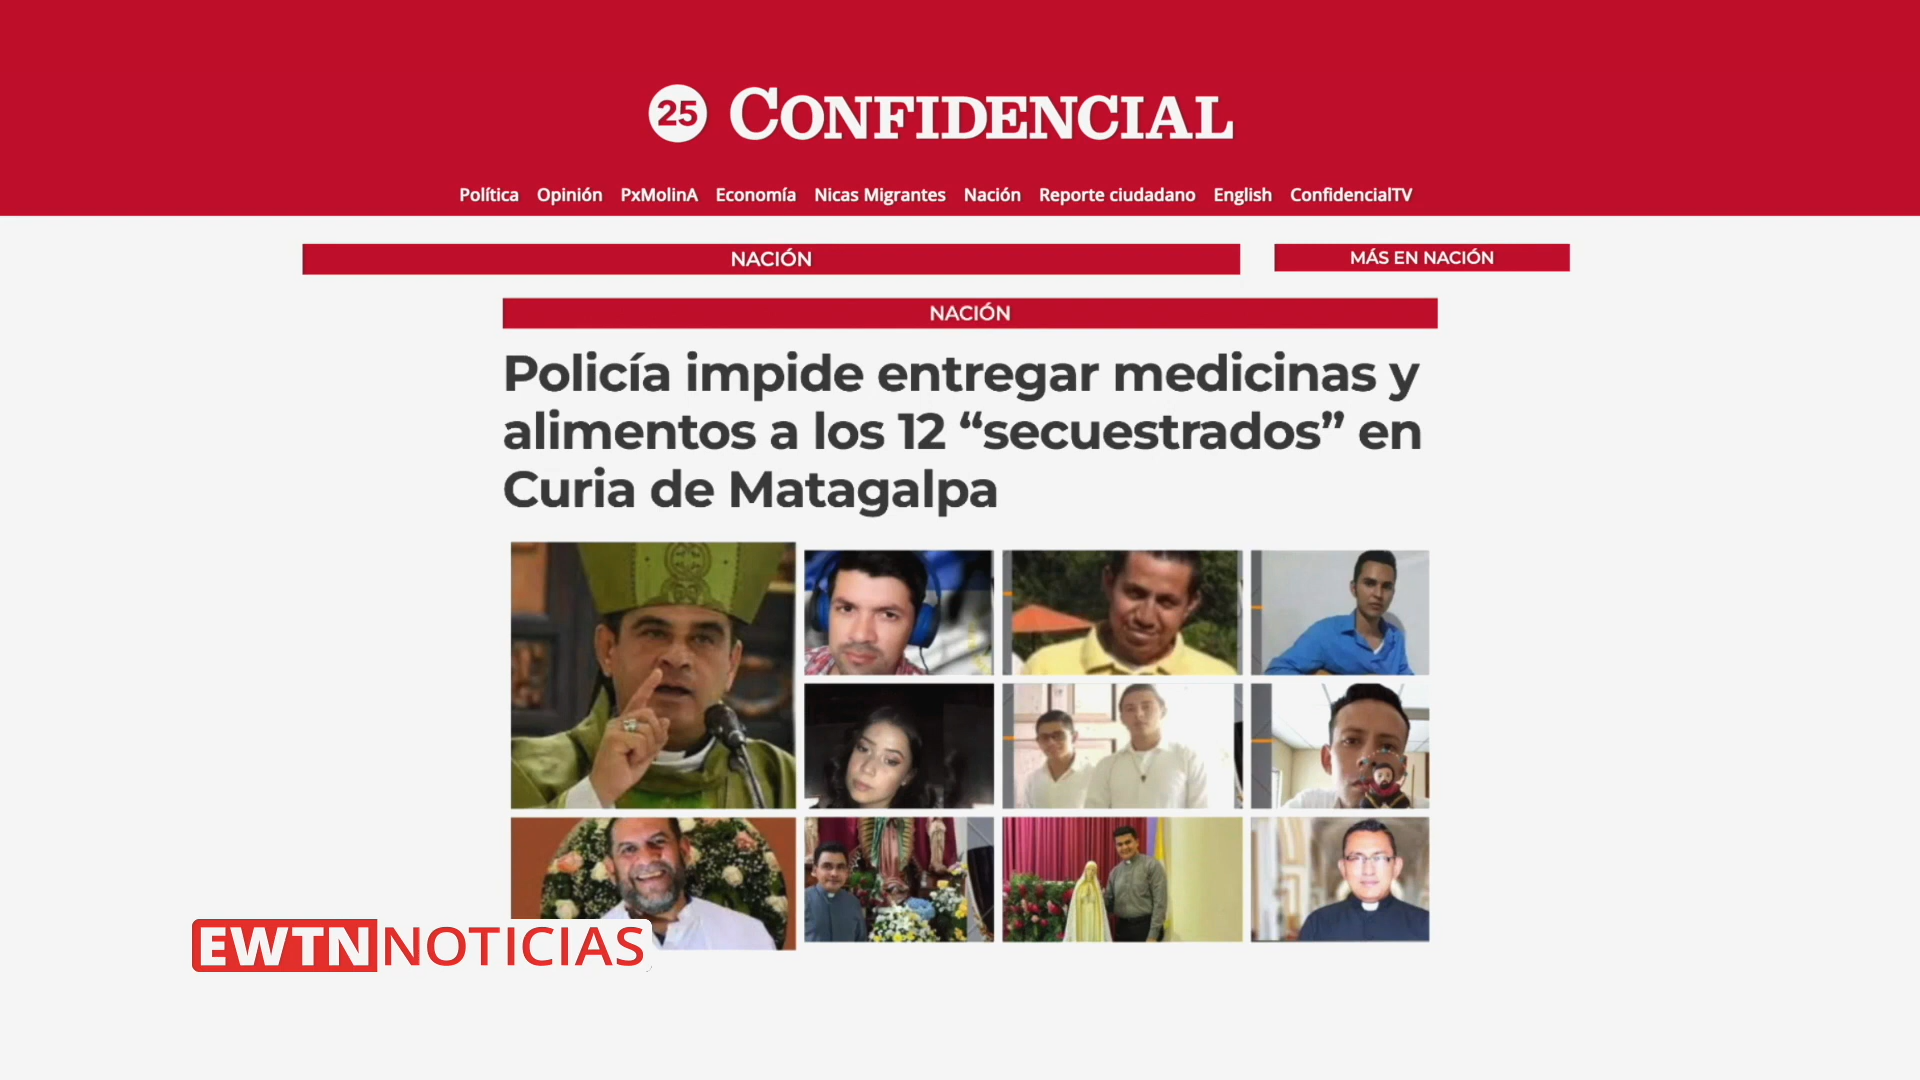 25 CONFIDENCIAL
Política Opinión PxMolinA Economía Nicas Migrantes Nación Reporte ciudadano English ConfidencialTV
NACIÓN
MÁS EN NACIÓN
NACIÓN
Policía impide entregar medicinas y
alimentos a los 12 “secuestrados” en
Curia de Matagalpa
EWTN NOTICIAS